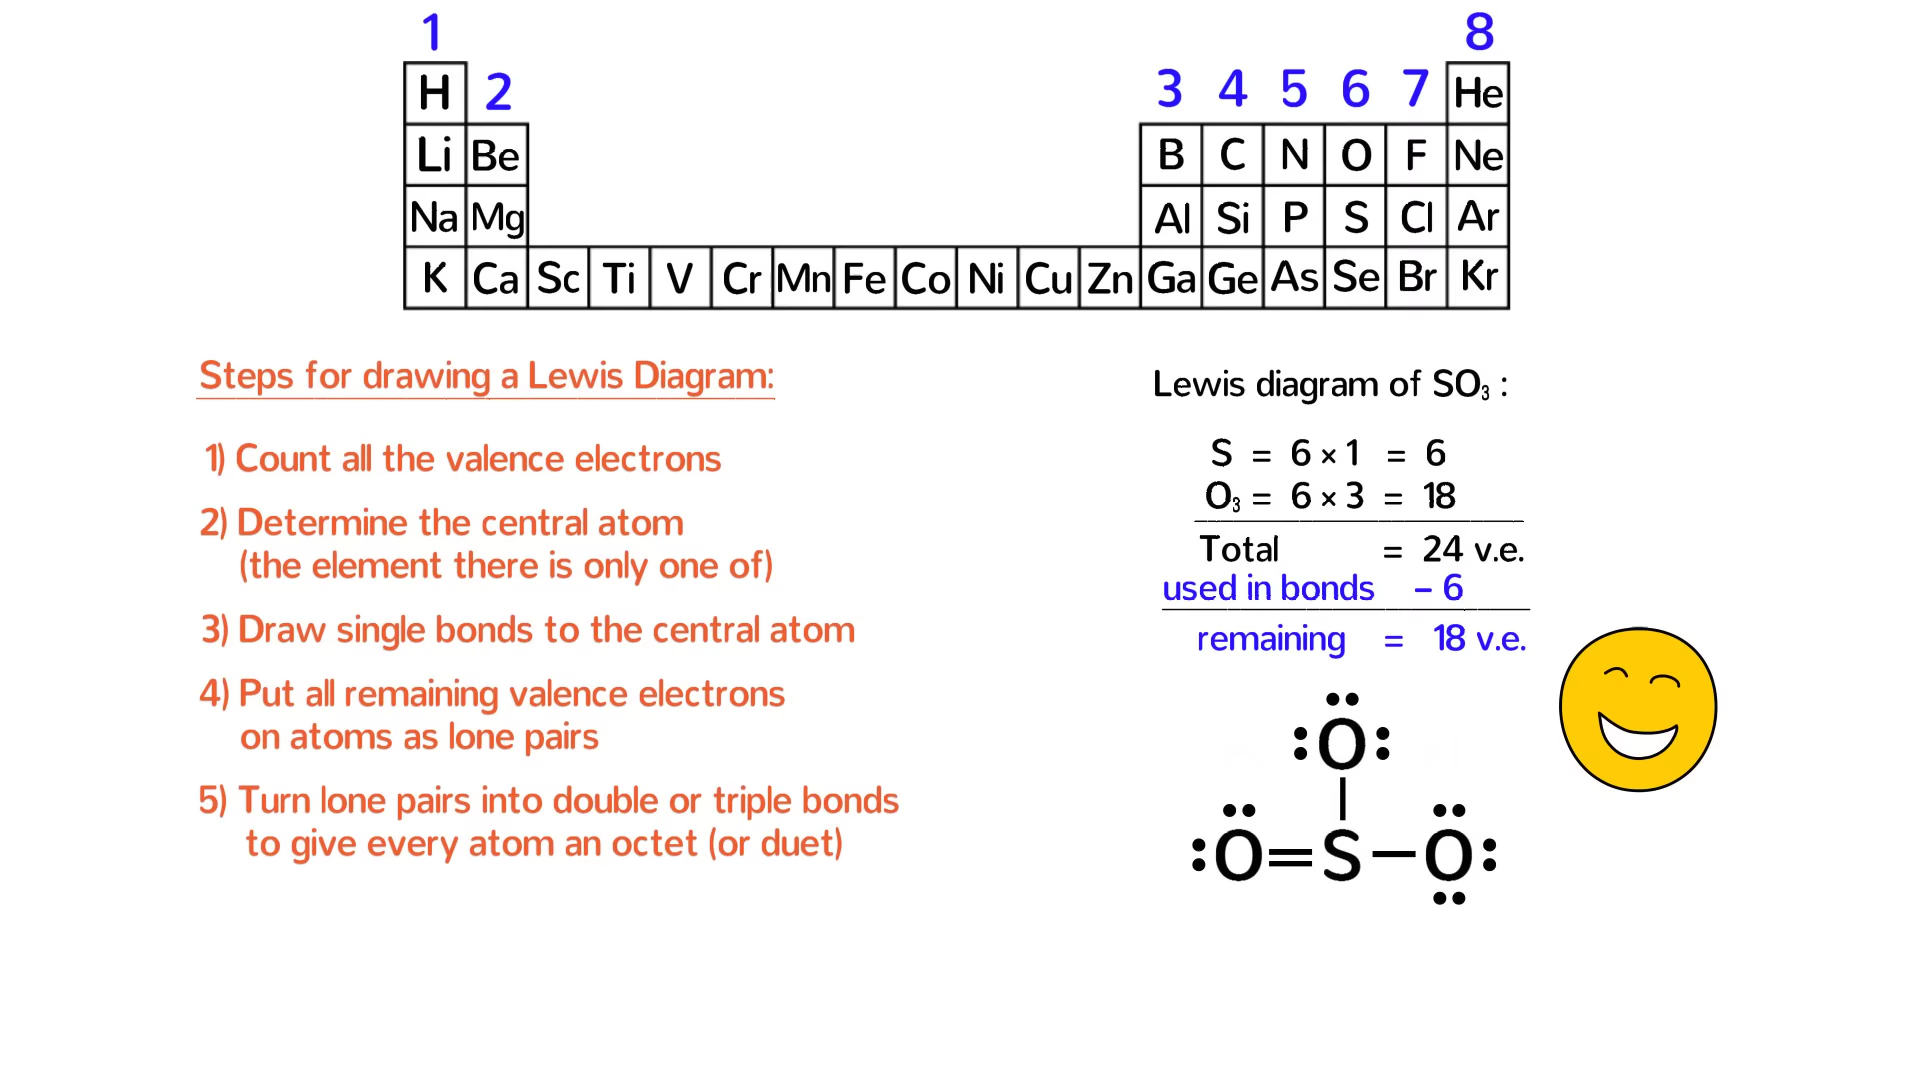 1 8
H 2 3 4 5 6 7 He
Li Be B C N O F Ne
Na Mg Al Si P S Cl Ar
K Ca Sc Ti V Cr Mn Fe Co Ni Cu Zn Ga Ge As Se Br Kr
Steps for drawing a Lewis Diagram:
1) Count all the valence electrons
2) Determine the central atom
(the element there is only one of)
3) Draw single bonds to the central atom
4) Put all remaining valence electrons
on atoms as lone pairs
5) Turn lone pairs into double or triple bonds
to give every atom an octet (or duet)
Lewis diagram of SO₃ :
S = 6 × 1 = 6
O₃ = 6 × 3 = 18
Total = 24 v.e.
used in bonds – 6
remaining = 18 v.e.
O
O S O